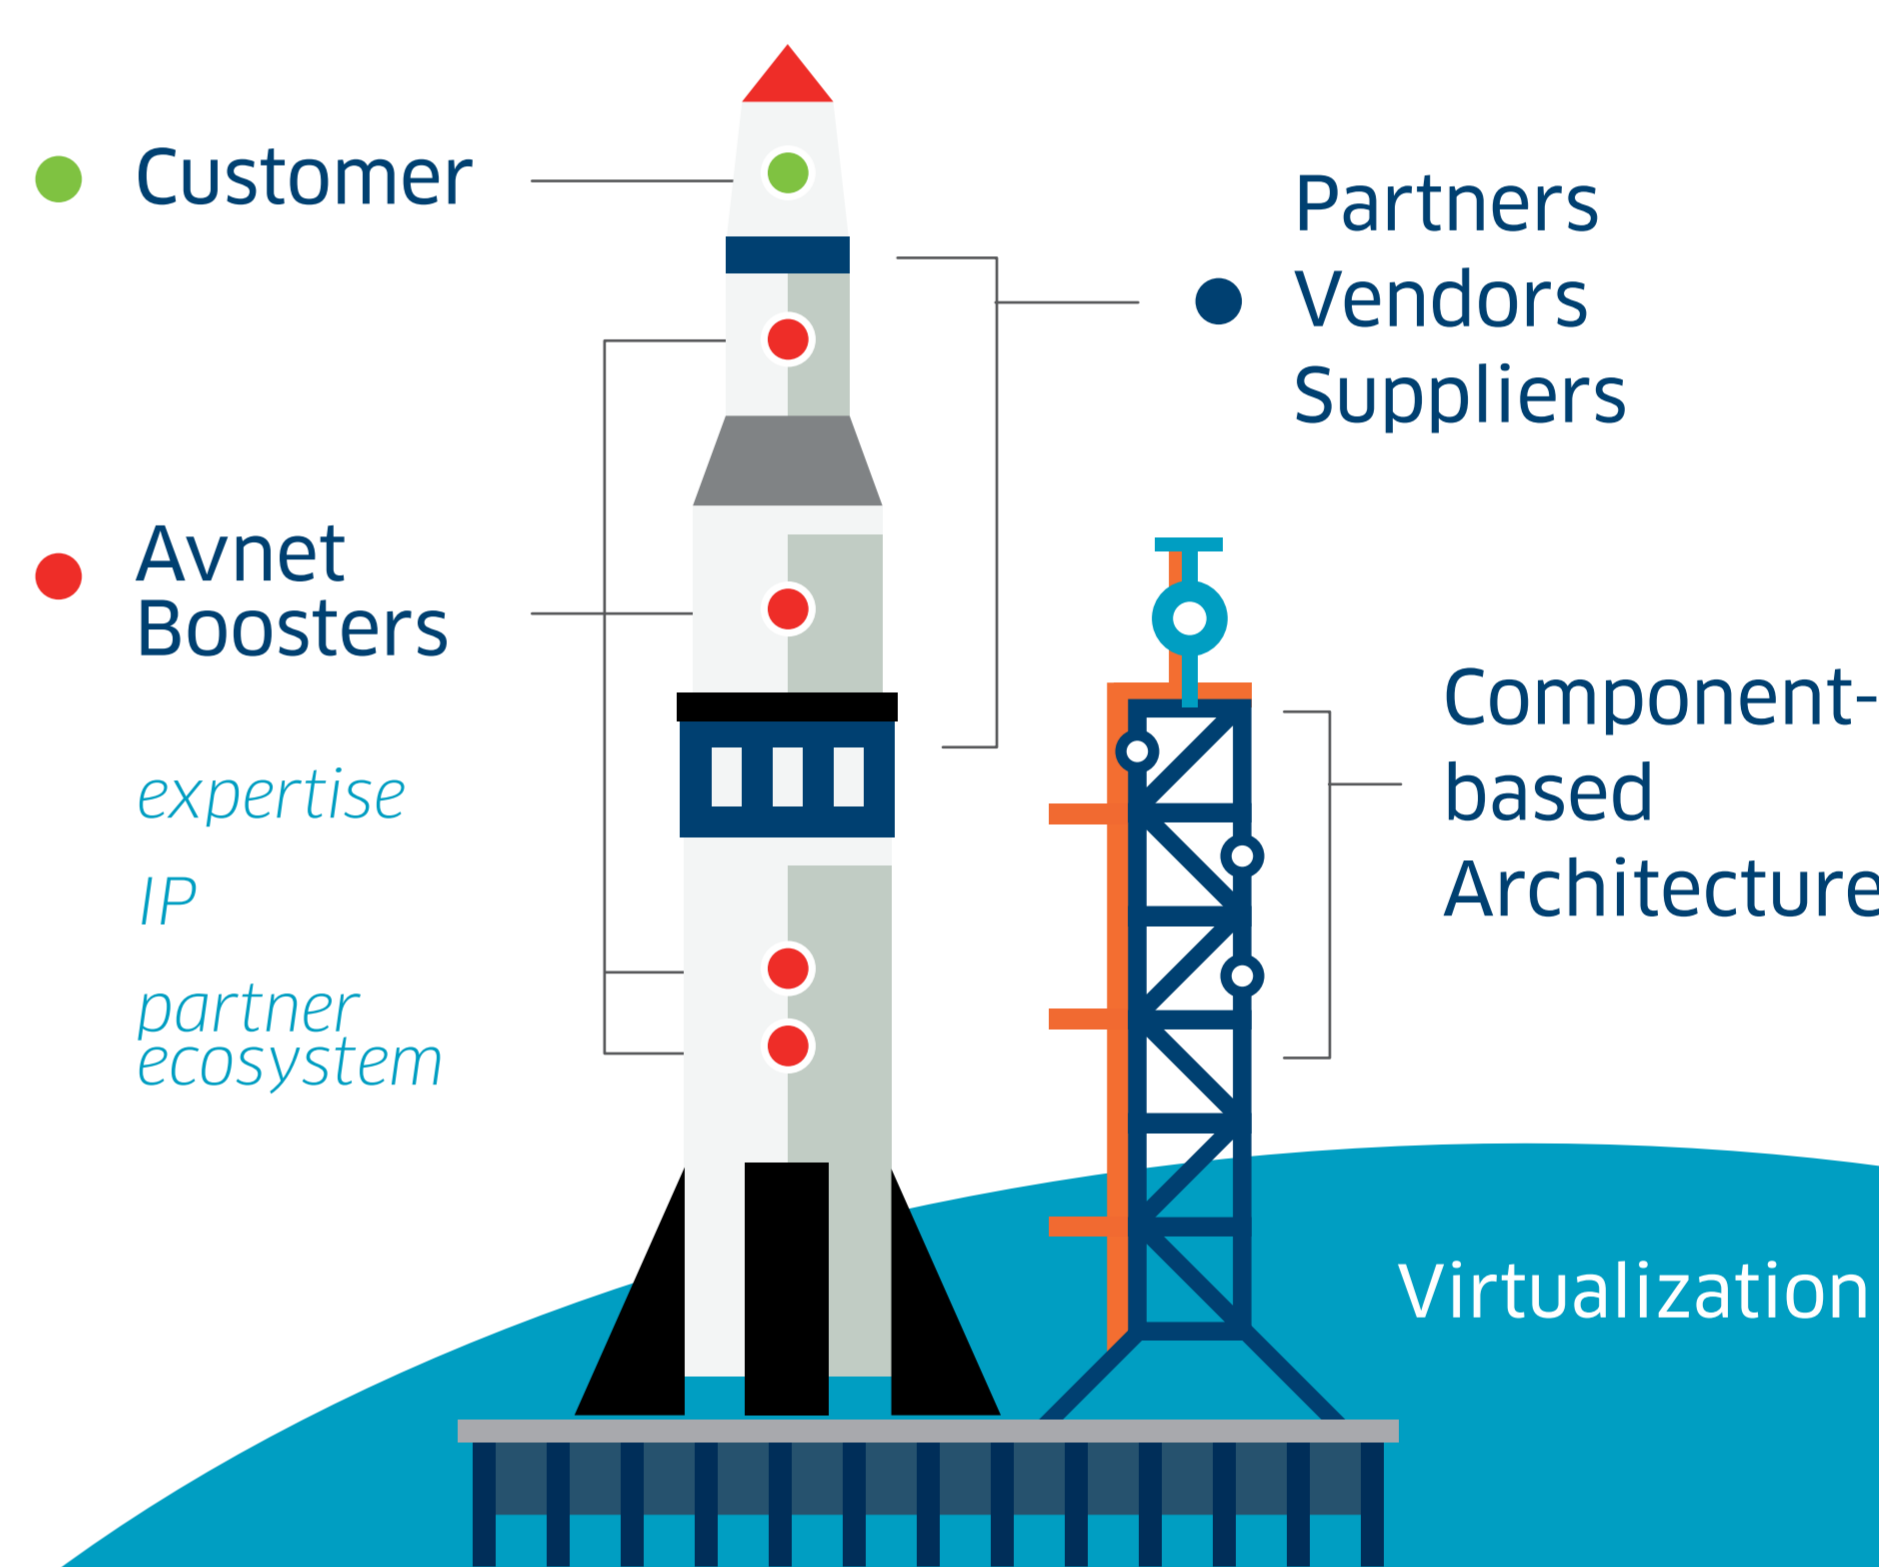 Customer
Partners
Vendors
Suppliers
Avnet
Boosters
expertise
IP
partner
ecosystem
Component-
based
Architecture
Virtualization